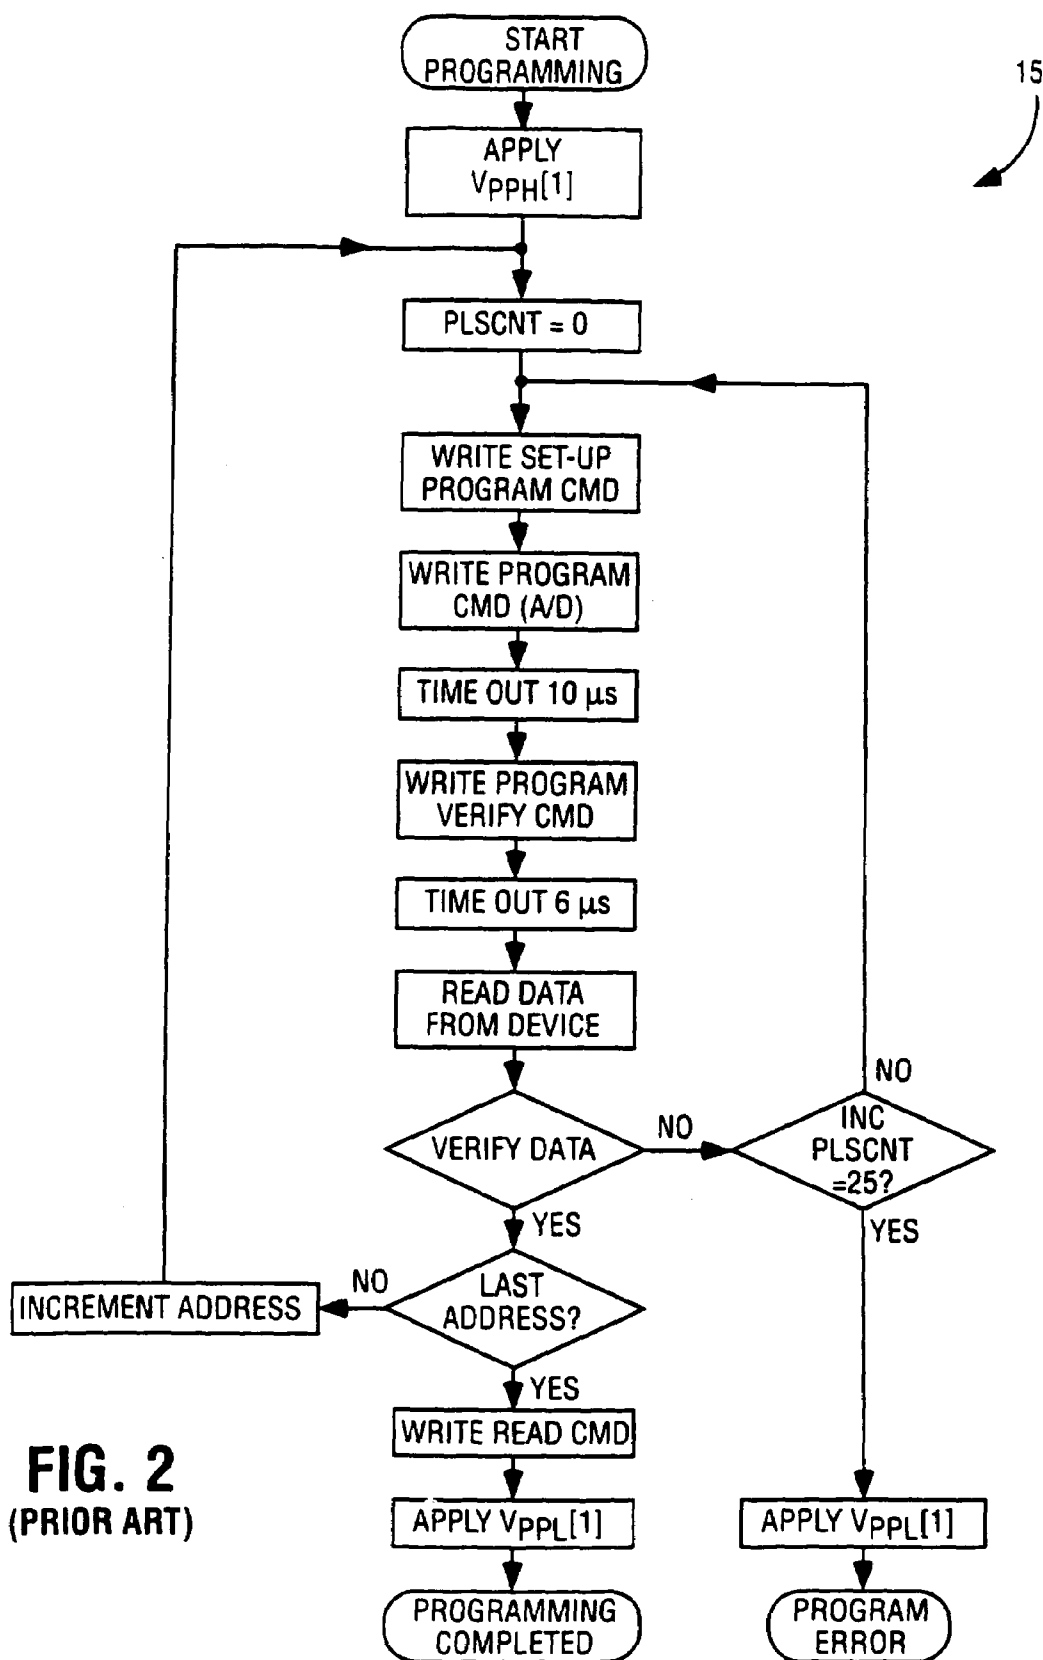 START
PROGRAMMING
15
APPLY
VPPH[1]
PLSCNT = 0
WRITE SET-UP
PROGRAM CMD
WRITE PROGRAM
CMD (A/D)
TIME OUT 10 µs
WRITE PROGRAM
VERIFY CMD
TIME OUT 6 µs
READ DATA
FROM DEVICE
VERIFY DATA
NO
INC
PLSCNT
=25?
NO
YES
YES
LAST
ADDRESS?
NO
INCREMENT ADDRESS
YES
WRITE READ CMD
APPLY VPPL[1]
APPLY VPPL[1]
PROGRAMMING
COMPLETED
PROGRAM
ERROR
FIG. 2
(PRIOR ART)